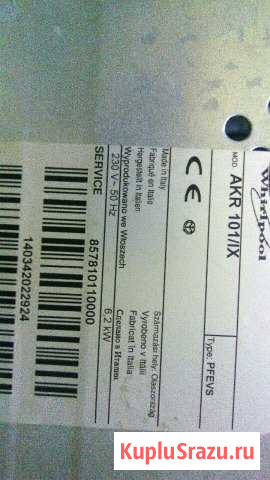 Whirlpool
MOD. AKR 101/IX
Type: PFEVS
Made in Italy
Fabriqué en Italie
Hergestellt in Italien
Wyprodukowano we Włoszech
Származási hely: Olaszország
Vyrobeno v Itálii
Fabricat în Italia
Сделано в Италии
230 V~ 50 Hz
6.2 kW
SERVICE
857810110000
140342022924
KupluSrazu.ru